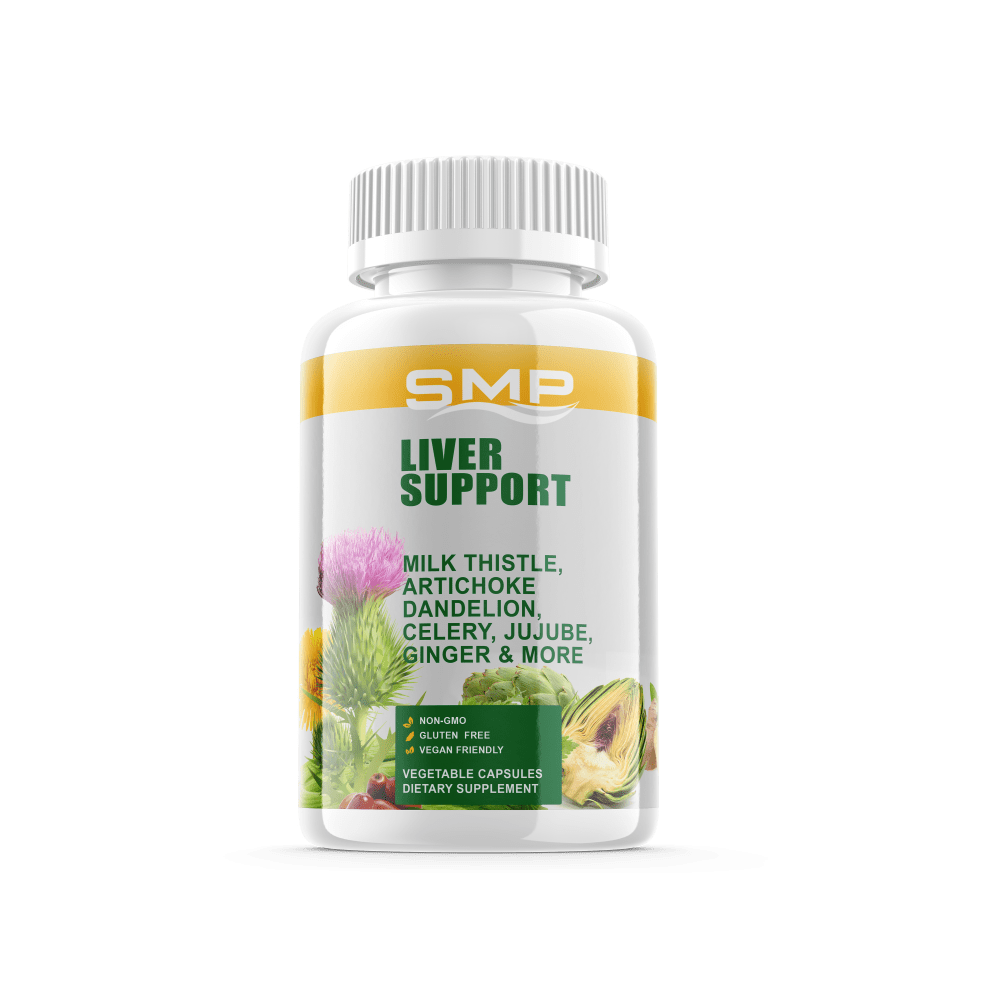 SMP
LIVER
SUPPORT
MILK THISTLE,
ARTICHOKE
DANDELION,
CELERY, JUJUBE,
GINGER & MORE
NON-GMO
GLUTEN FREE
VEGAN FRIENDLY
VEGETABLE CAPSULES
DIETARY SUPPLEMENT